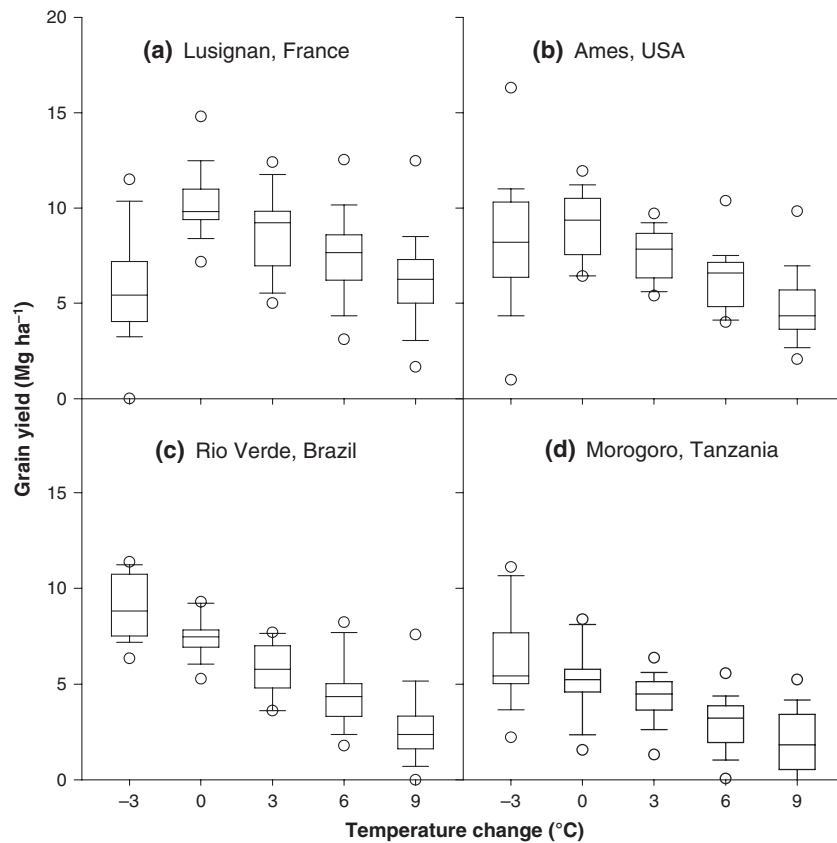 Grain yield (Mg ha⁻¹)
20
15
10
5
0
(a) Lusignan, France
(b) Ames, USA
15
10
5
0
(c) Rio Verde, Brazil
(d) Morogoro, Tanzania
–3 0 3 6 9 –3 0 3 6 9
Temperature change (°C)